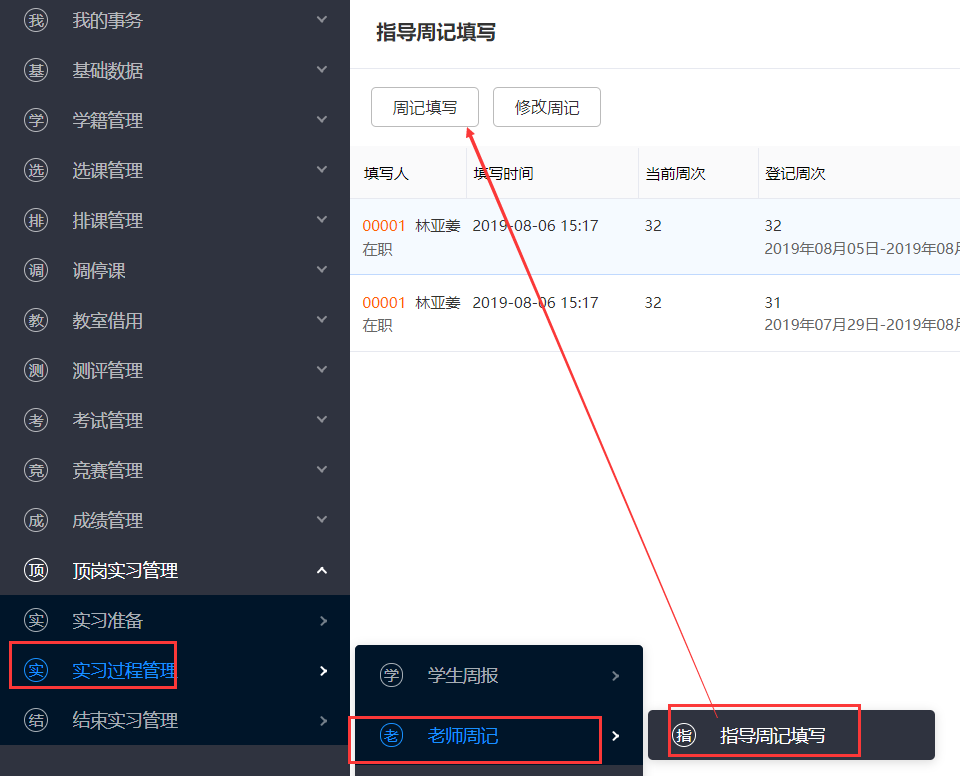 我 我的事务
基 基础数据
学 学籍管理
选 选课管理
排 排课管理
调 调停课
教 教室借用
测 测评管理
考 考试管理
竞 竞赛管理
成 成绩管理
顶 顶岗实习管理
实 实习准备
实 实习过程管理
结 结束实习管理
学 学生周报
老 老师周记
指 指导周记填写
指导周记填写
周记填写 修改周记
填写人 填写时间 当前周次 登记周次
00001 林亚姜 2019-08-06 15:17 32 32
在职 2019年08月05日-2019年08月
00001 林亚姜 2019-08-06 15:17 32 31
在职 2019年07月29日-2019年08月